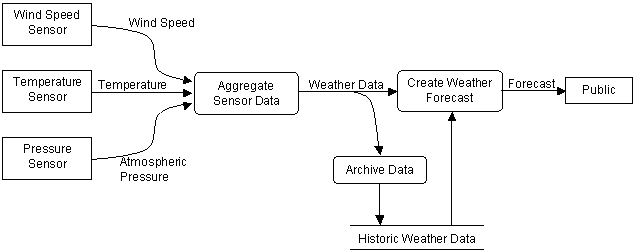 Wind Speed
Sensor
Wind Speed
Temperature
Sensor
Temperature
Pressure
Sensor
Atmospheric
Pressure
Aggregate
Sensor Data
Weather Data
Create Weather
Forecast
Forecast
Public
Archive Data
Historic Weather Data